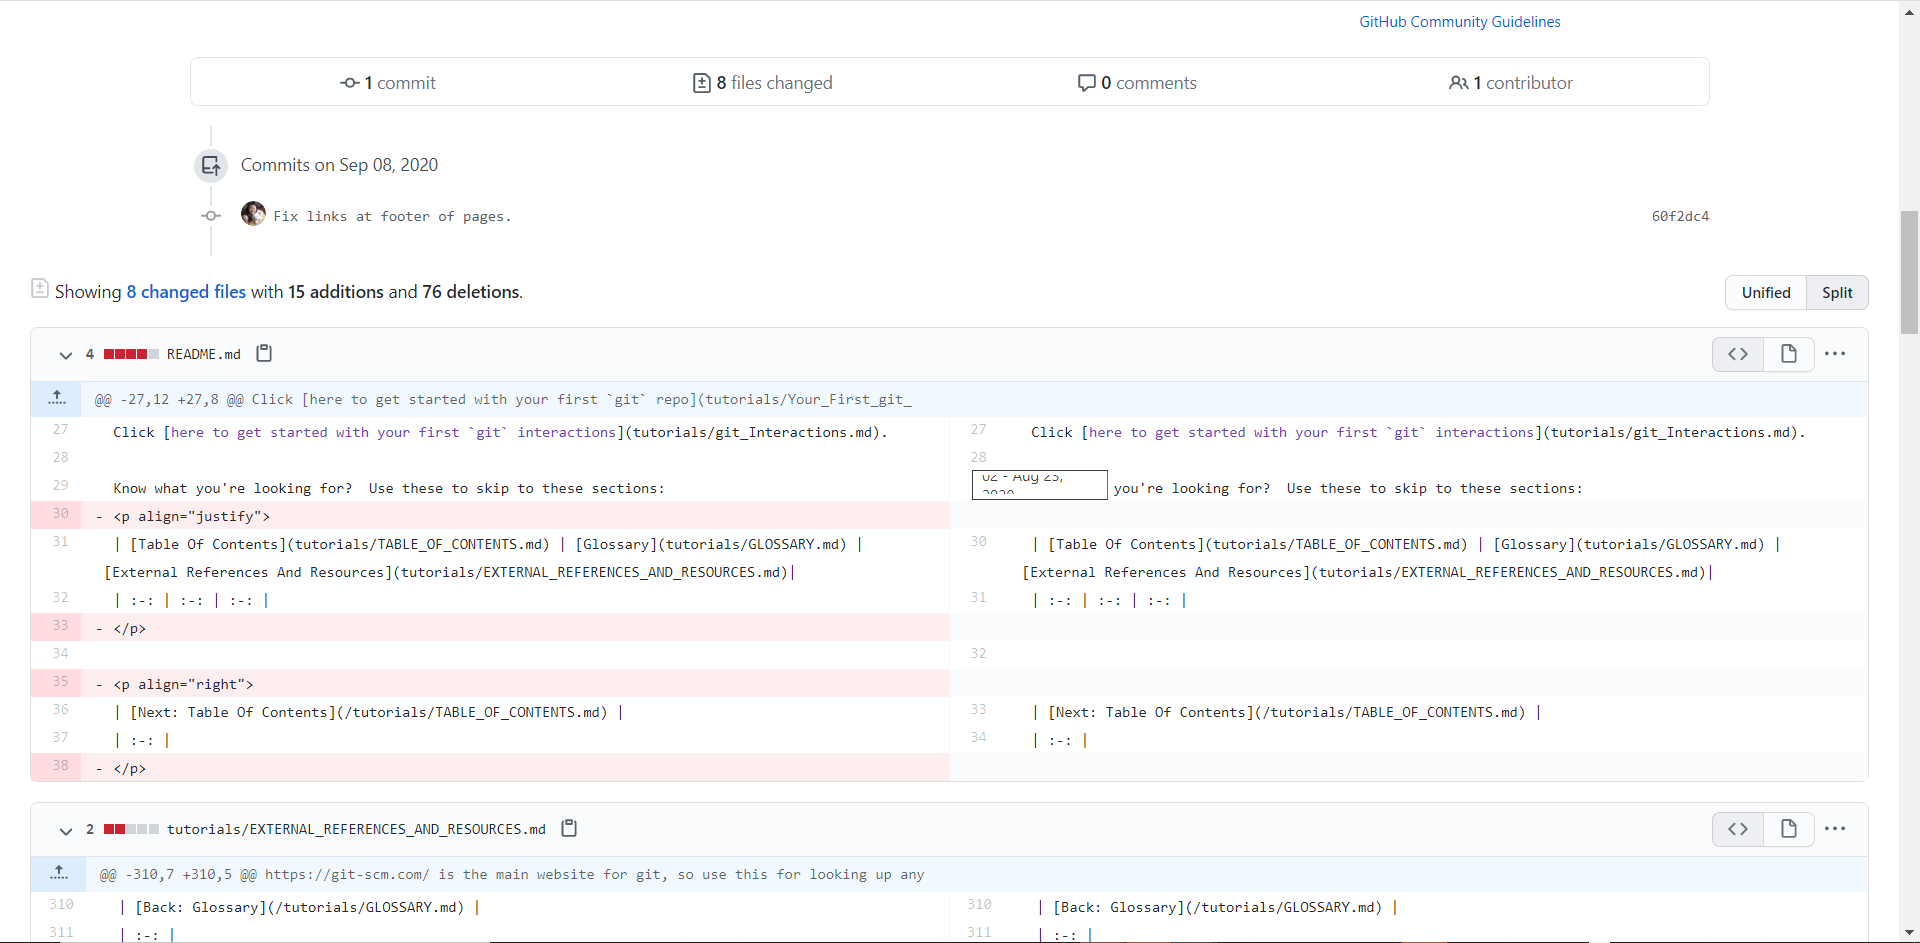 GitHub Community Guidelines
1 commit
8 files changed
0 comments
1 contributor
Commits on Sep 08, 2020
Fix links at footer of pages.
60f2dc4
Showing 8 changed files with 15 additions and 76 deletions.
Unified
Split
4 README.md
@@ -27,12 +27,8 @@ Click [here to get started with your first `git` repo](tutorials/Your_First_git_
27 Click [here to get started with your first `git` interactions](tutorials/git_Interactions.md).
27 Click [here to get started with your first `git` interactions](tutorials/git_Interactions.md).
28
28
29 Know what you're looking for?  Use these to skip to these sections:
02 - Aug 23,
2020
you're looking for?  Use these to skip to these sections:
30 - <p align="justify">
31 | [Table Of Contents](tutorials/TABLE_OF_CONTENTS.md) | [Glossary](tutorials/GLOSSARY.md) |
[External References And Resources](tutorials/EXTERNAL_REFERENCES_AND_RESOURCES.md)|
30 | [Table Of Contents](tutorials/TABLE_OF_CONTENTS.md) | [Glossary](tutorials/GLOSSARY.md) |
[External References And Resources](tutorials/EXTERNAL_REFERENCES_AND_RESOURCES.md)|
32 | :-: | :-: | :-: |
31 | :-: | :-: | :-: |
33 - </p>
34
32
35 - <p align="right">
36 | [Next: Table Of Contents](/tutorials/TABLE_OF_CONTENTS.md) |
33 | [Next: Table Of Contents](/tutorials/TABLE_OF_CONTENTS.md) |
37 | :-: |
34 | :-: |
38 - </p>
2 tutorials/EXTERNAL_REFERENCES_AND_RESOURCES.md
@@ -310,7 +310,5 @@ https://git-scm.com/ is the main website for git, so use this for looking up any
310 | [Back: Glossary](/tutorials/GLOSSARY.md) |
310 | [Back: Glossary](/tutorials/GLOSSARY.md) |
311 | :-: |
311 | :-: |